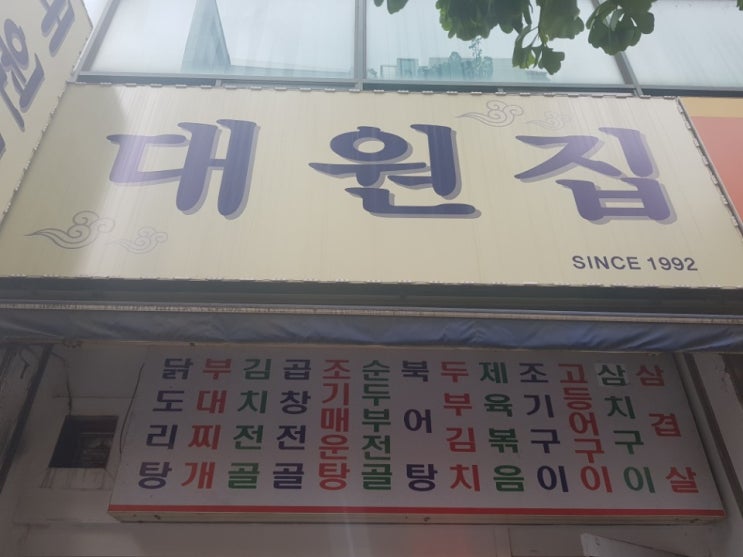 대원집
SINCE 1992
닭도리탕
부대찌개
김치전골
곱창전골
조기매운탕
순두부전골
북어탕
두부김치
제육볶음
조기구이
고등어구이
삼치구이
삼겹살